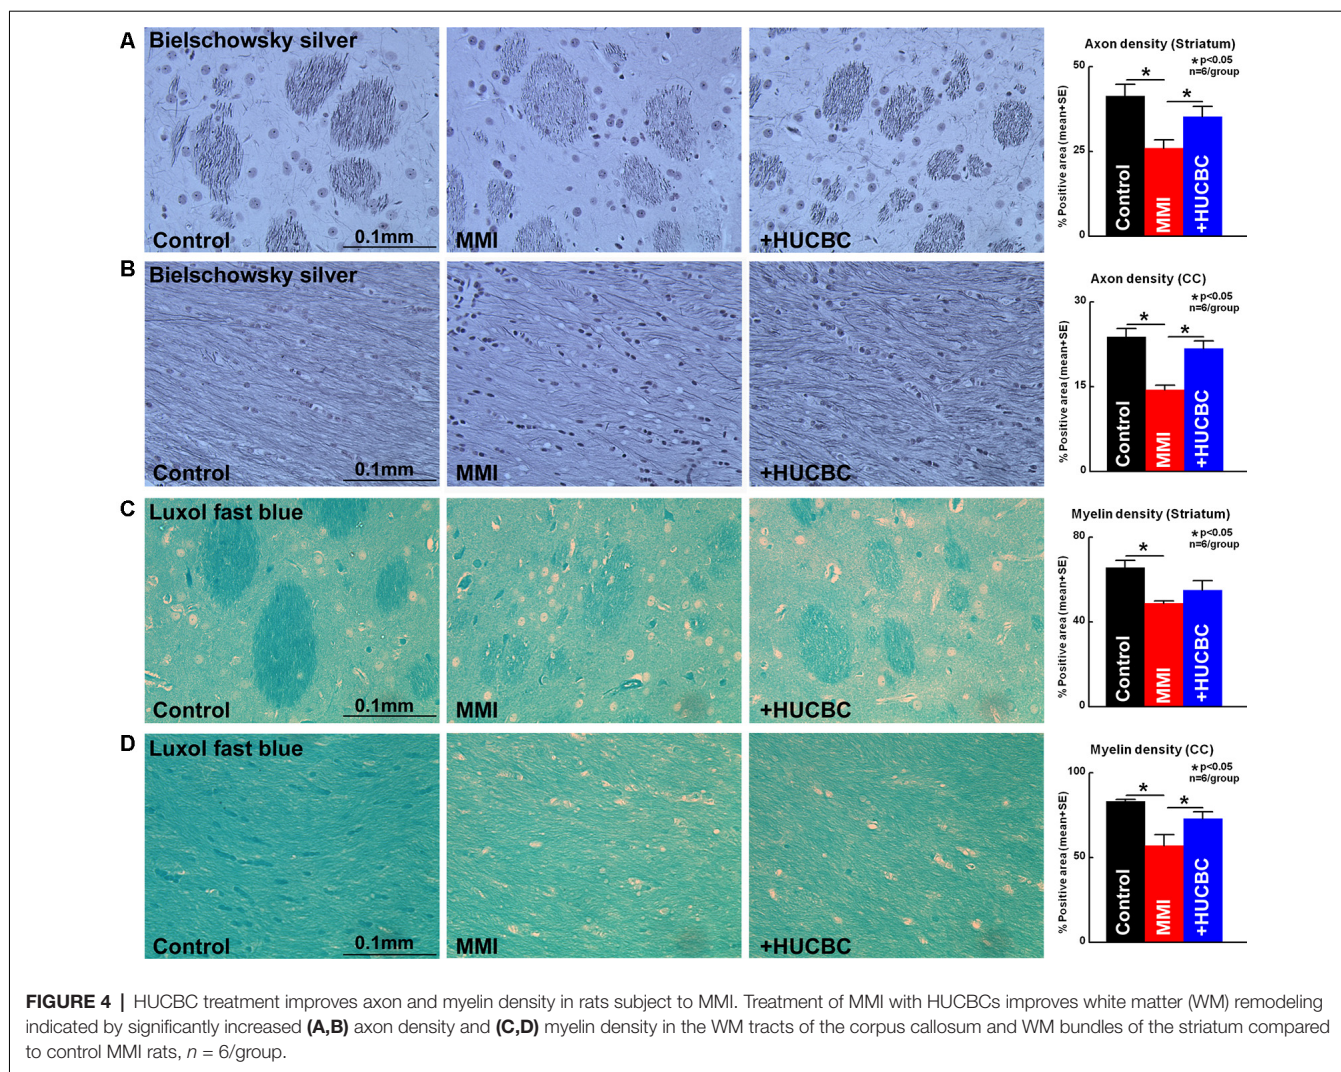 A
Bielschowsky silver
Control
0.1mm
MMI
+HUCBC
Axon density (Striatum)
* p<0.05
n=6/group
% Positive area (mean+SE)
50
25
0
*
*
Control
MMI
+HUCBC
B
Bielschowsky silver
Control
0.1mm
MMI
+HUCBC
Axon density (CC)
* p<0.05
n=6/group
% Positive area (mean+SE)
30
15
0
*
*
Control
MMI
+HUCBC
C
Luxol fast blue
Control
0.1mm
MMI
+HUCBC
Myelin density (Striatum)
* p<0.05
n=6/group
% Positive area (mean+SE)
80
40
0
*
Control
MMI
+HUCBC
D
Luxol fast blue
Control
0.1mm
MMI
+HUCBC
Myelin density (CC)
* p<0.05
n=6/group
% Positive area (mean+SE)
100
50
0
*
*
Control
MMI
+HUCBC
FIGURE 4 | HUCBC treatment improves axon and myelin density in rats subject to MMI. Treatment of MMI with HUCBCs improves white matter (WM) remodeling
indicated by significantly increased (A,B) axon density and (C,D) myelin density in the WM tracts of the corpus callosum and WM bundles of the striatum compared
to control MMI rats, n = 6/group.